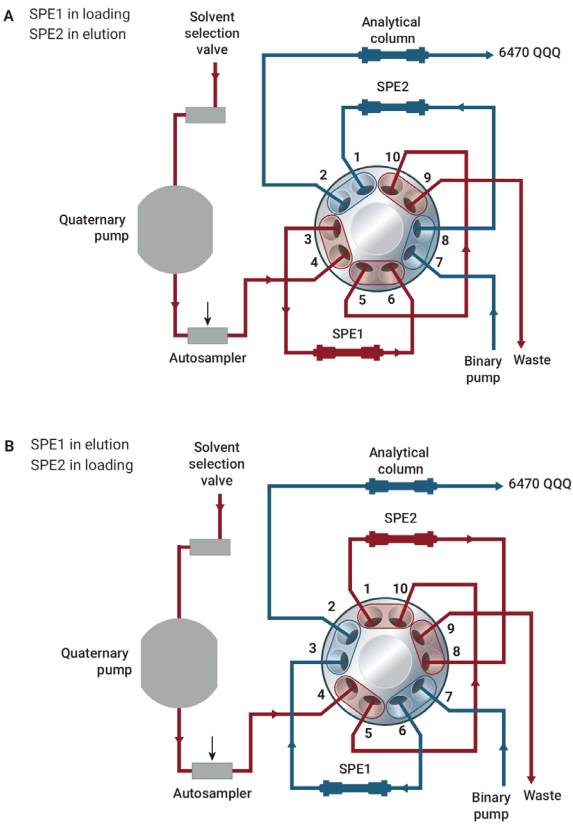 A
SPE1 in loading
SPE2 in elution
Solvent
selection
valve
Analytical
column
6470 QQQ
SPE2
1
10
2
9
3
8
4
7
5
6
Quaternary
pump
Autosampler
SPE1
Binary
pump
Waste
B
SPE1 in elution
SPE2 in loading
Solvent
selection
valve
Analytical
column
6470 QQQ
SPE2
1
10
2
9
3
8
4
7
5
6
Quaternary
pump
Autosampler
SPE1
Binary
pump
Waste